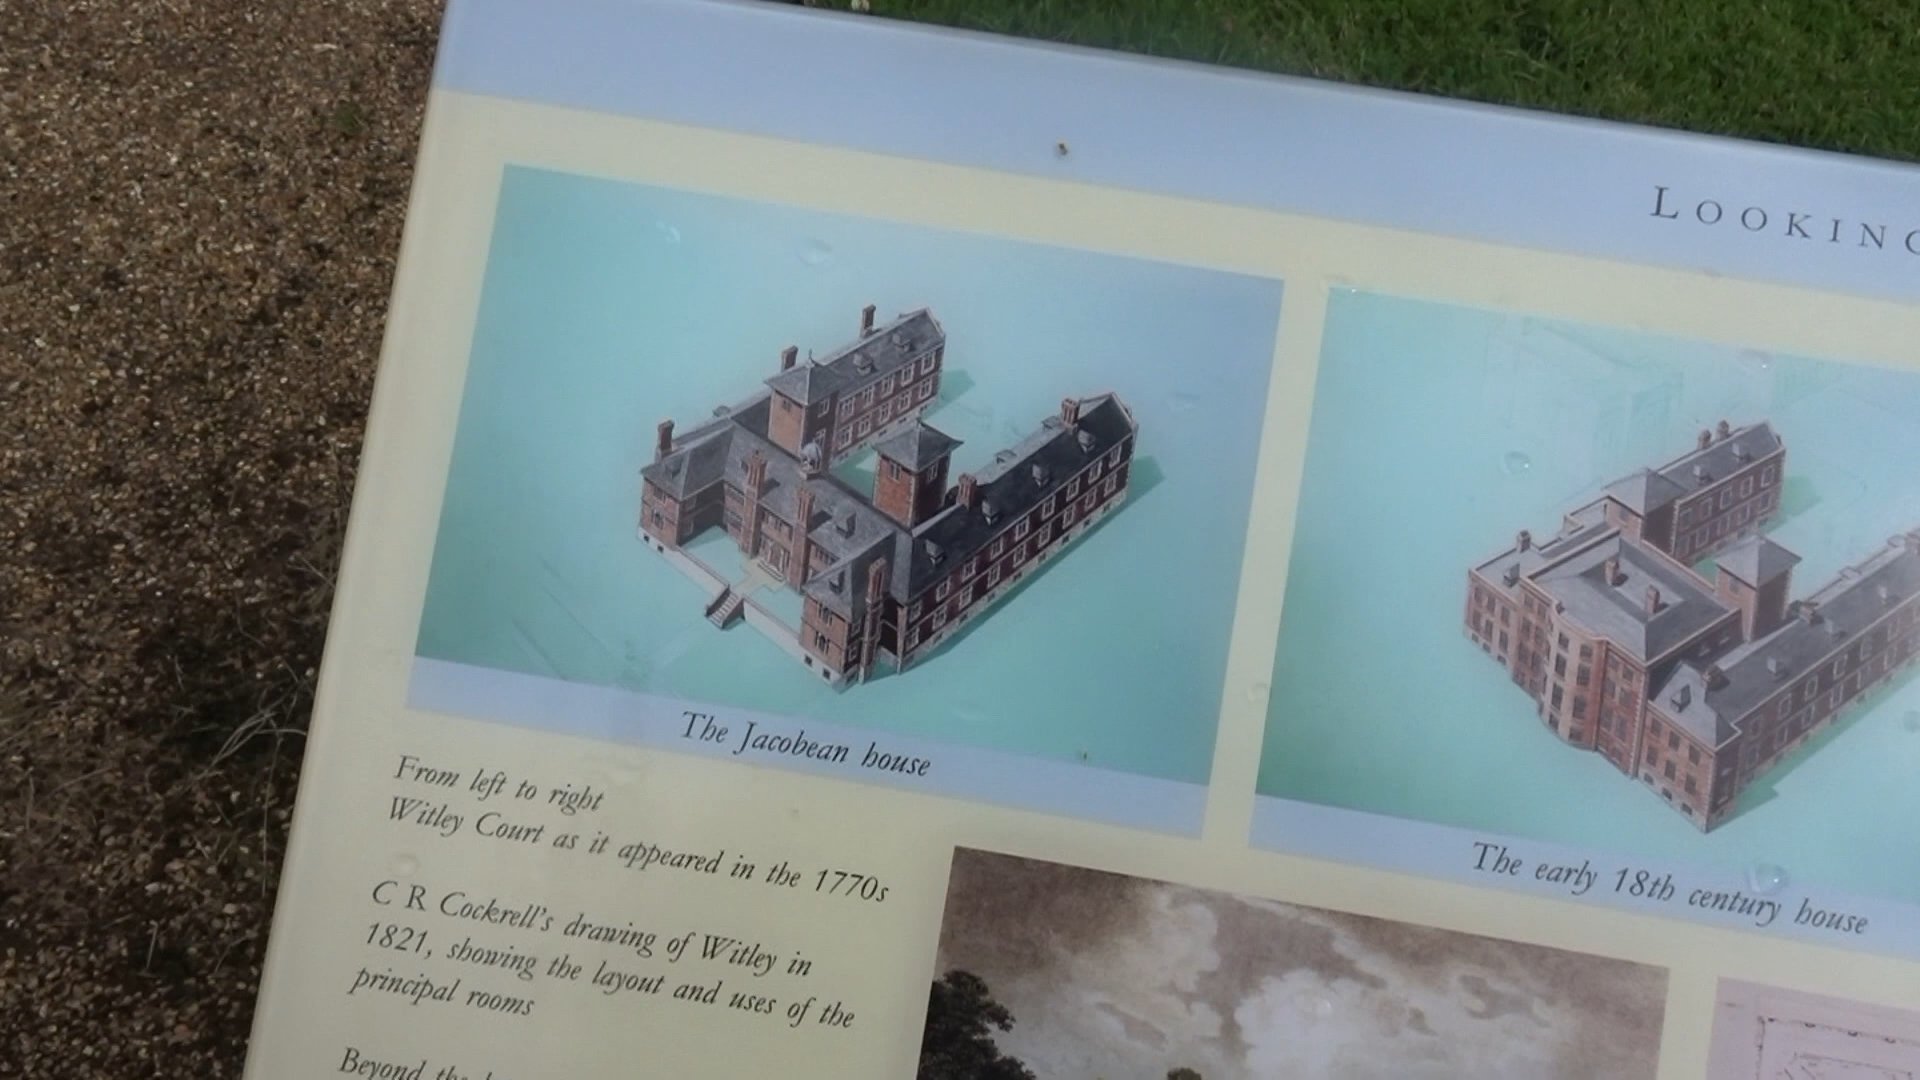 LOOKING
The Jacobean house
The early 18th century house
From left to right
Witley Court as it appeared in the 1770s
C R Cockrell's drawing of Witley in
1821, showing the layout and uses of the
principal rooms
Beyond the